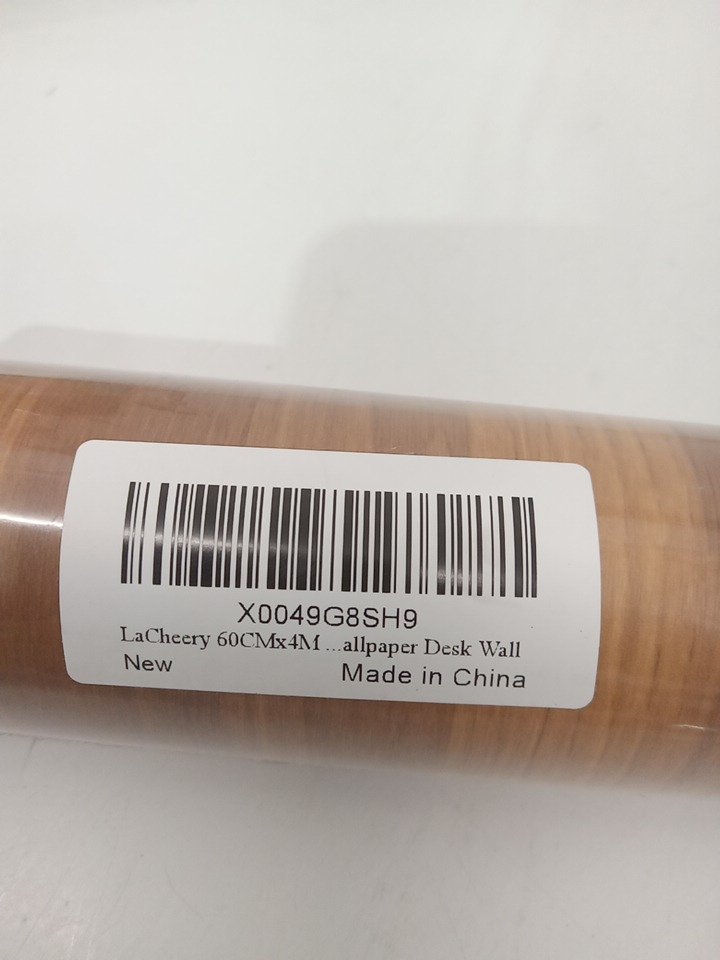 X0049G8SH9
LaCheery 60CMx4M ...allpaper Desk Wall
New
Made in China